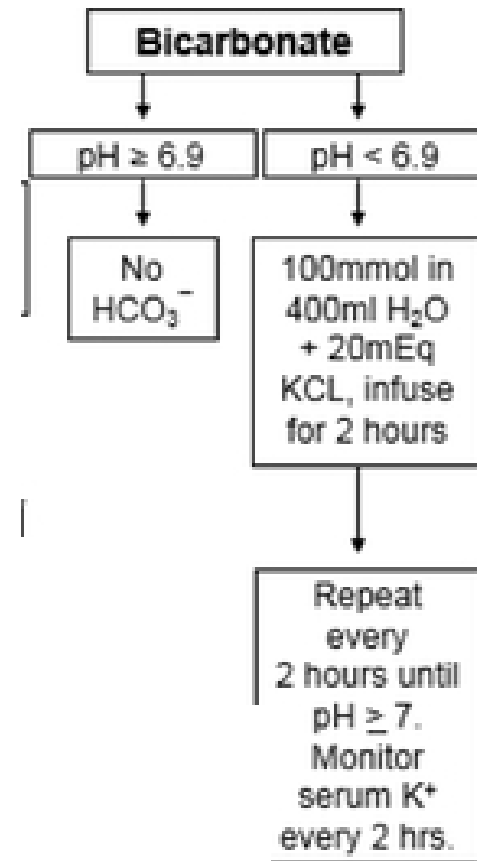 Bicarbonate
pH ≥ 6.9
pH < 6.9
No
HCO₃⁻
100mmol in
400ml H₂O
+ 20mEq
KCL, infuse
for 2 hours
Repeat
every
2 hours until
pH ≥ 7.
Monitor
serum K⁺
every 2 hrs.